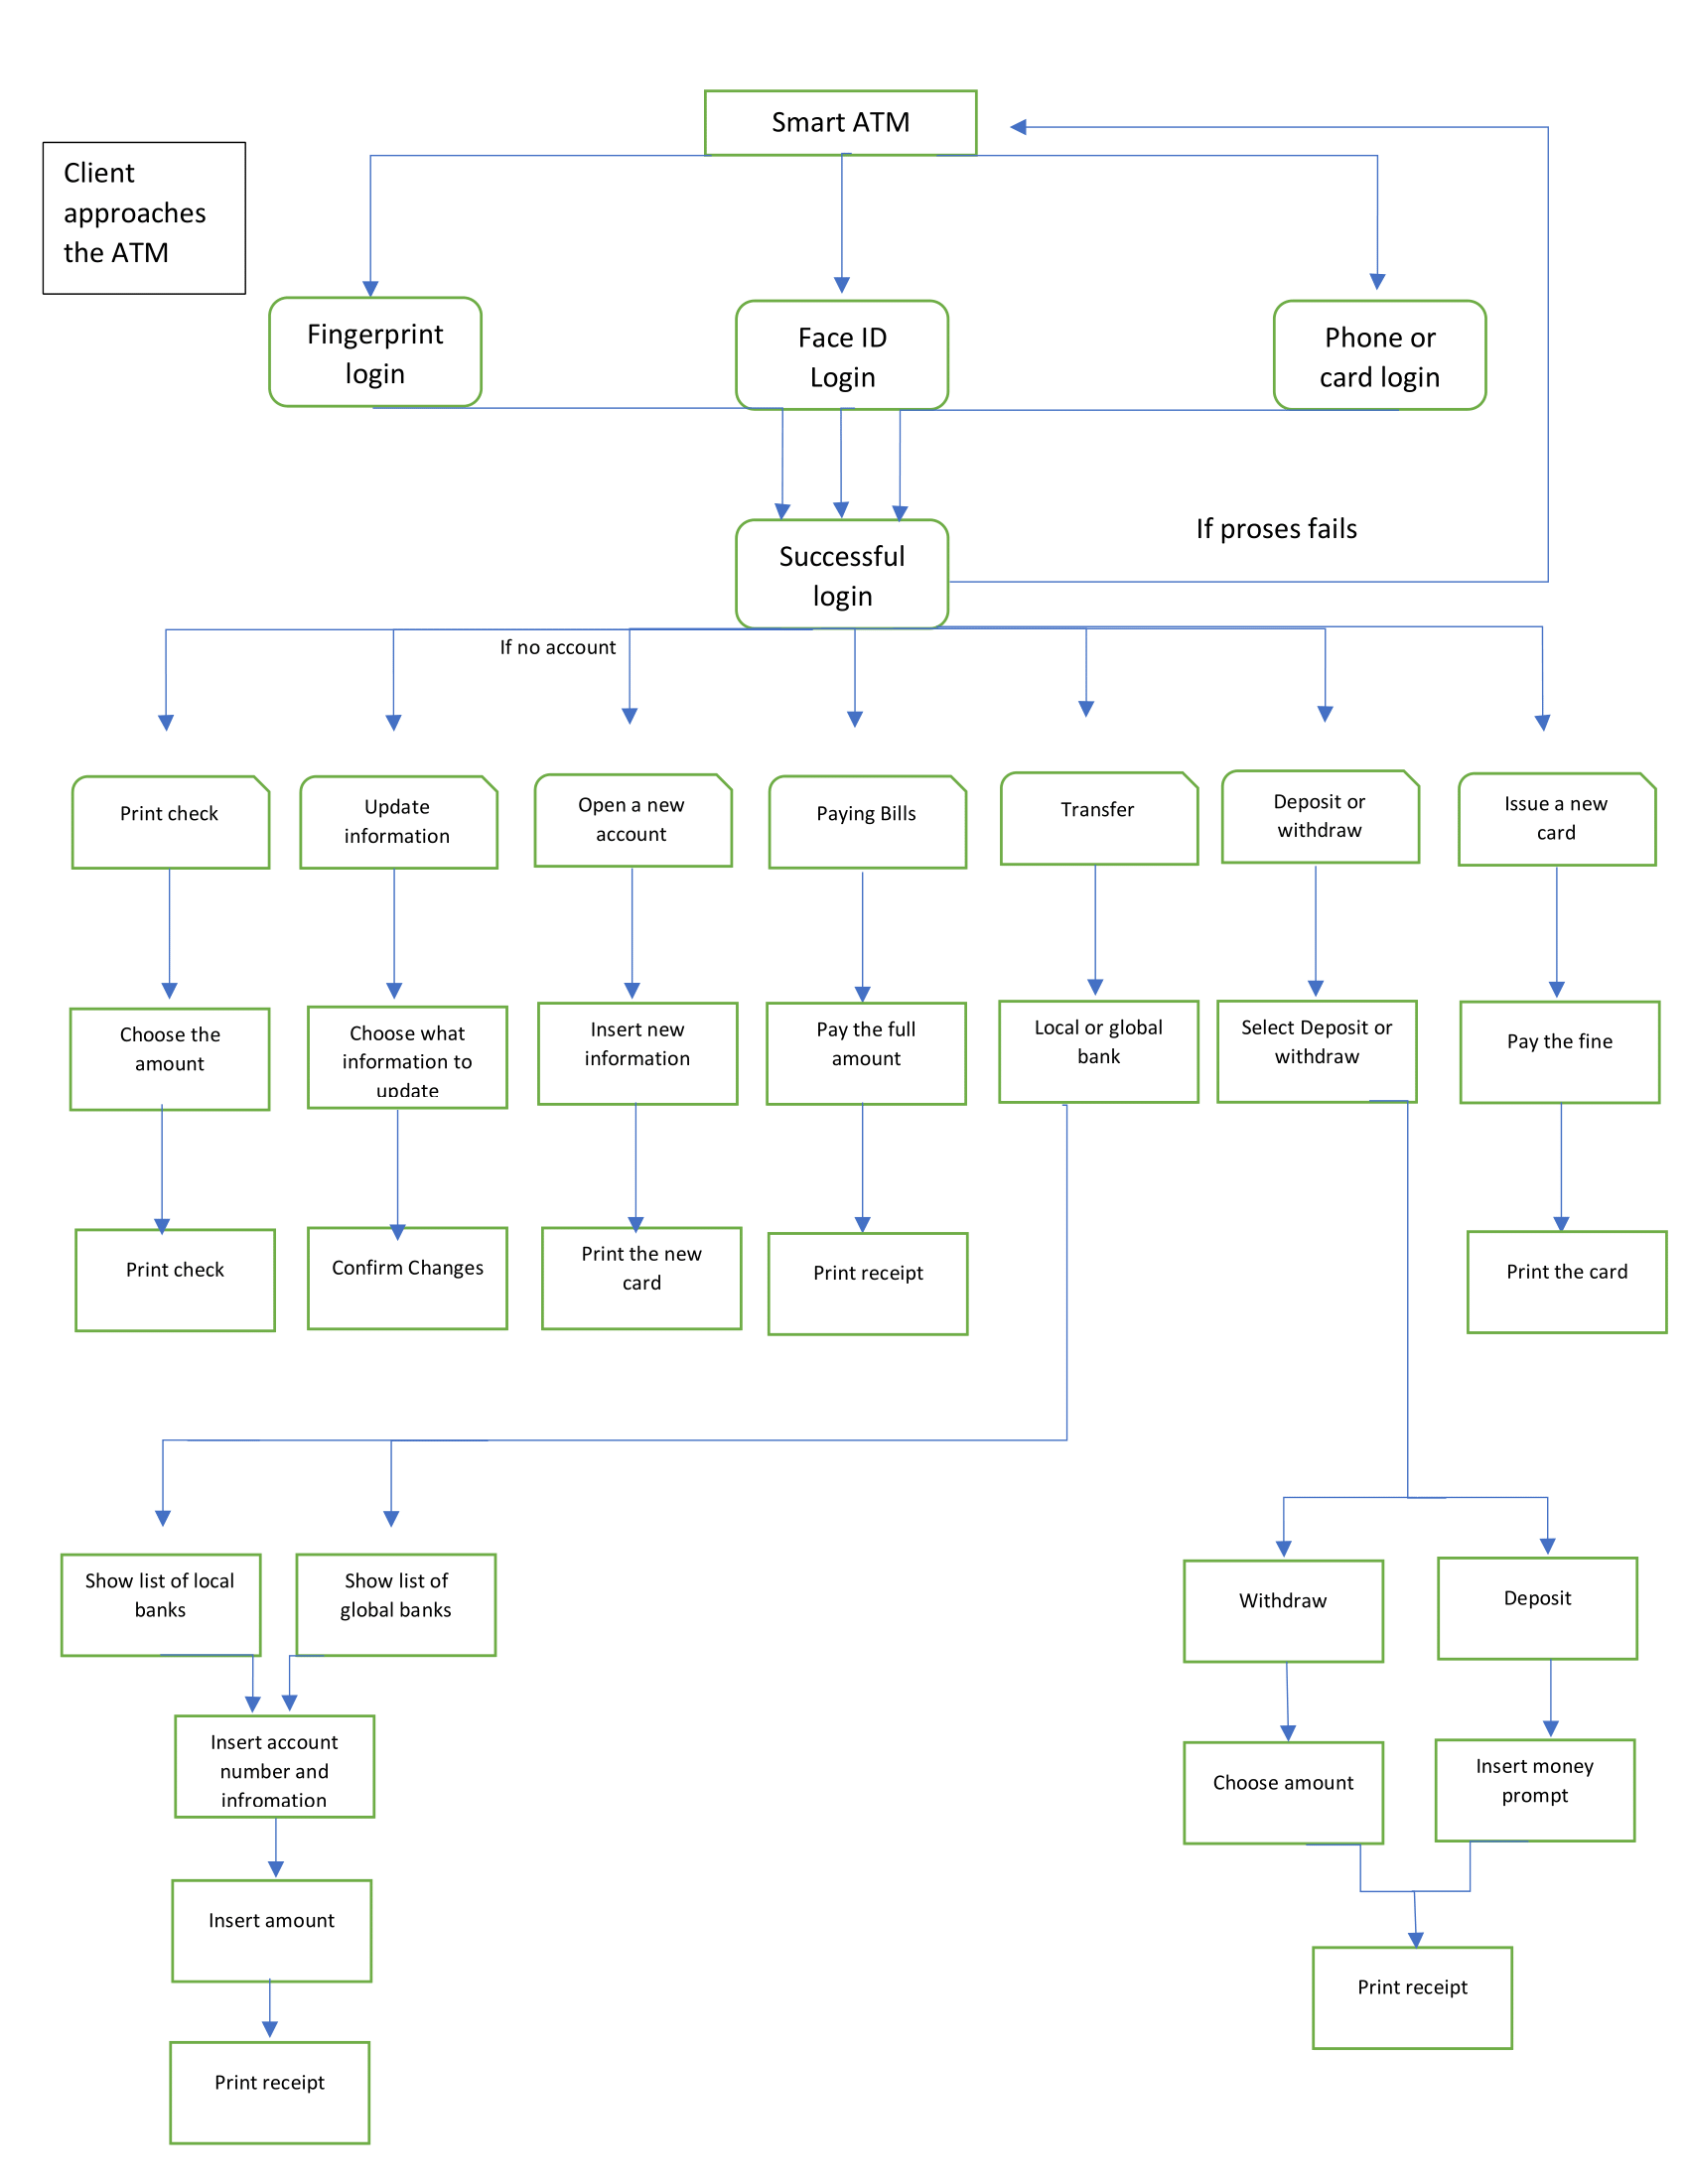 Smart ATM
Client
approaches
the ATM
Fingerprint
login
Face ID
Login
Phone or
card login
If proses fails
Successful
login
If no account
Print check
Update
information
Open a new
account
Paying Bills
Transfer
Deposit or
withdraw
Issue a new
card
Choose the
amount
Choose what
information to
update
Insert new
information
Pay the full
amount
Local or global
bank
Select Deposit or
withdraw
Pay the fine
Print check
Confirm Changes
Print the new
card
Print receipt
Print the card
Show list of local
banks
Show list of
global banks
Withdraw
Deposit
Insert account
number and
infromation
Choose amount
Insert money
prompt
Insert amount
Print receipt
Print receipt